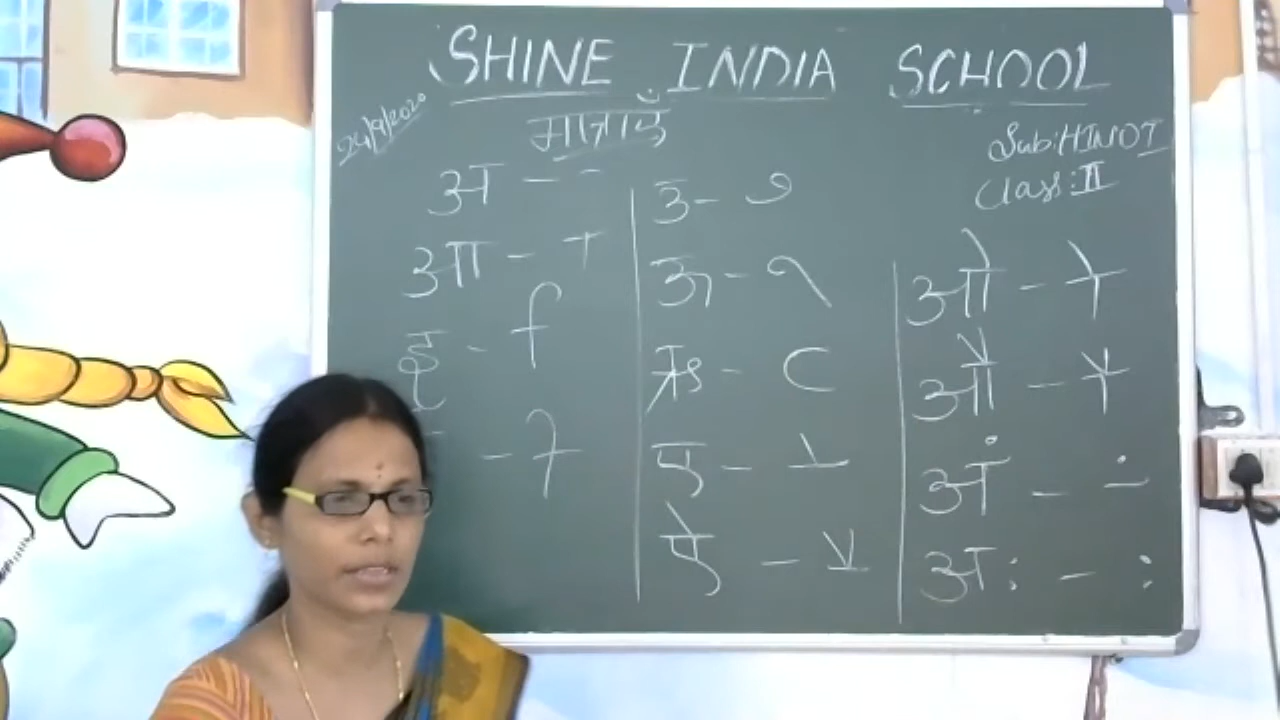 SHINE INDIA SCHOOL
24/9/2020
मात्राएँ
Sub:HINDI
Class:II
अ - -
आ - ा
इ - ि
- ी
उ - ु
ऊ - ू
ऋ - ृ
ए - े
ऐ - ै
ओ - ो
औ - ौ
अं - ं
अः - ः